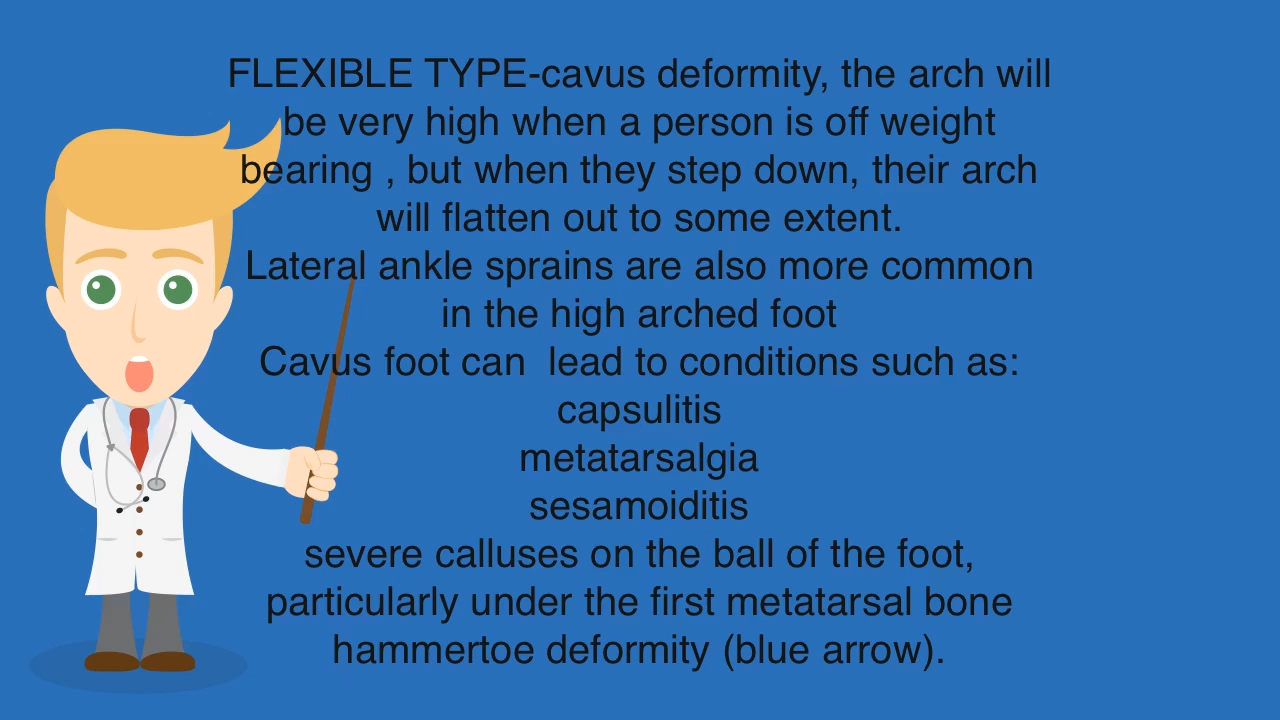 FLEXIBLE TYPE-cavus deformity, the arch will
be very high when a person is off weight
bearing , but when they step down, their arch
will flatten out to some extent.
Lateral ankle sprains are also more common
in the high arched foot
Cavus foot can  lead to conditions such as:
capsulitis
metatarsalgia
sesamoiditis
severe calluses on the ball of the foot,
particularly under the first metatarsal bone
hammertoe deformity (blue arrow).